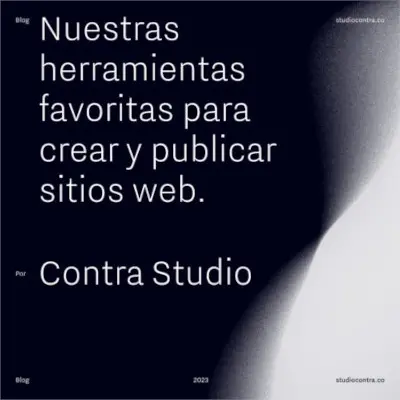 Blog
studiocontra.co
Nuestras
herramientas
favoritas para
crear y publicar
sitios web.
Por
Contra Studio
Blog
2023
studiocontra.co